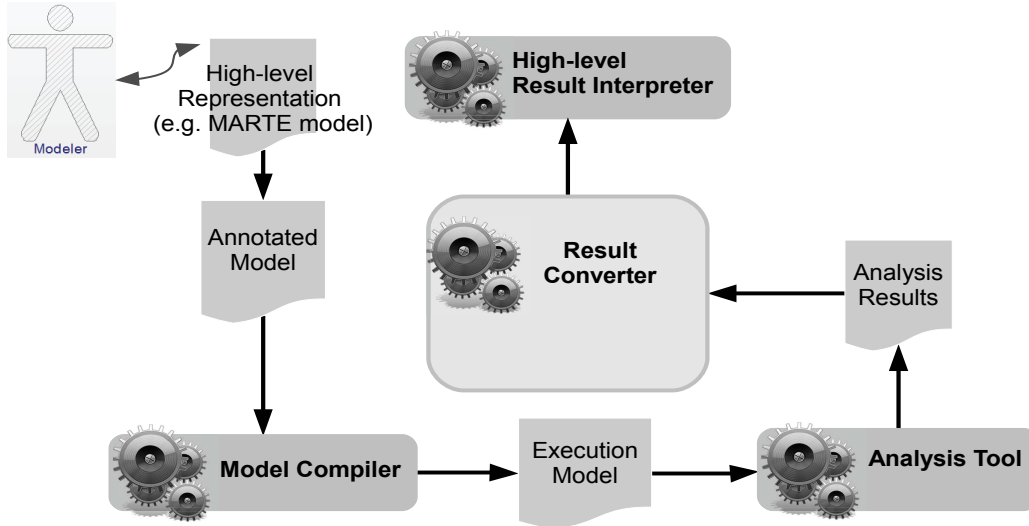 Modeler
High-level
Representation
(e.g. MARTE model)
Annotated
Model
Model Compiler
Execution
Model
Analysis Tool
Analysis
Results
Result
Converter
High-level
Result Interpreter